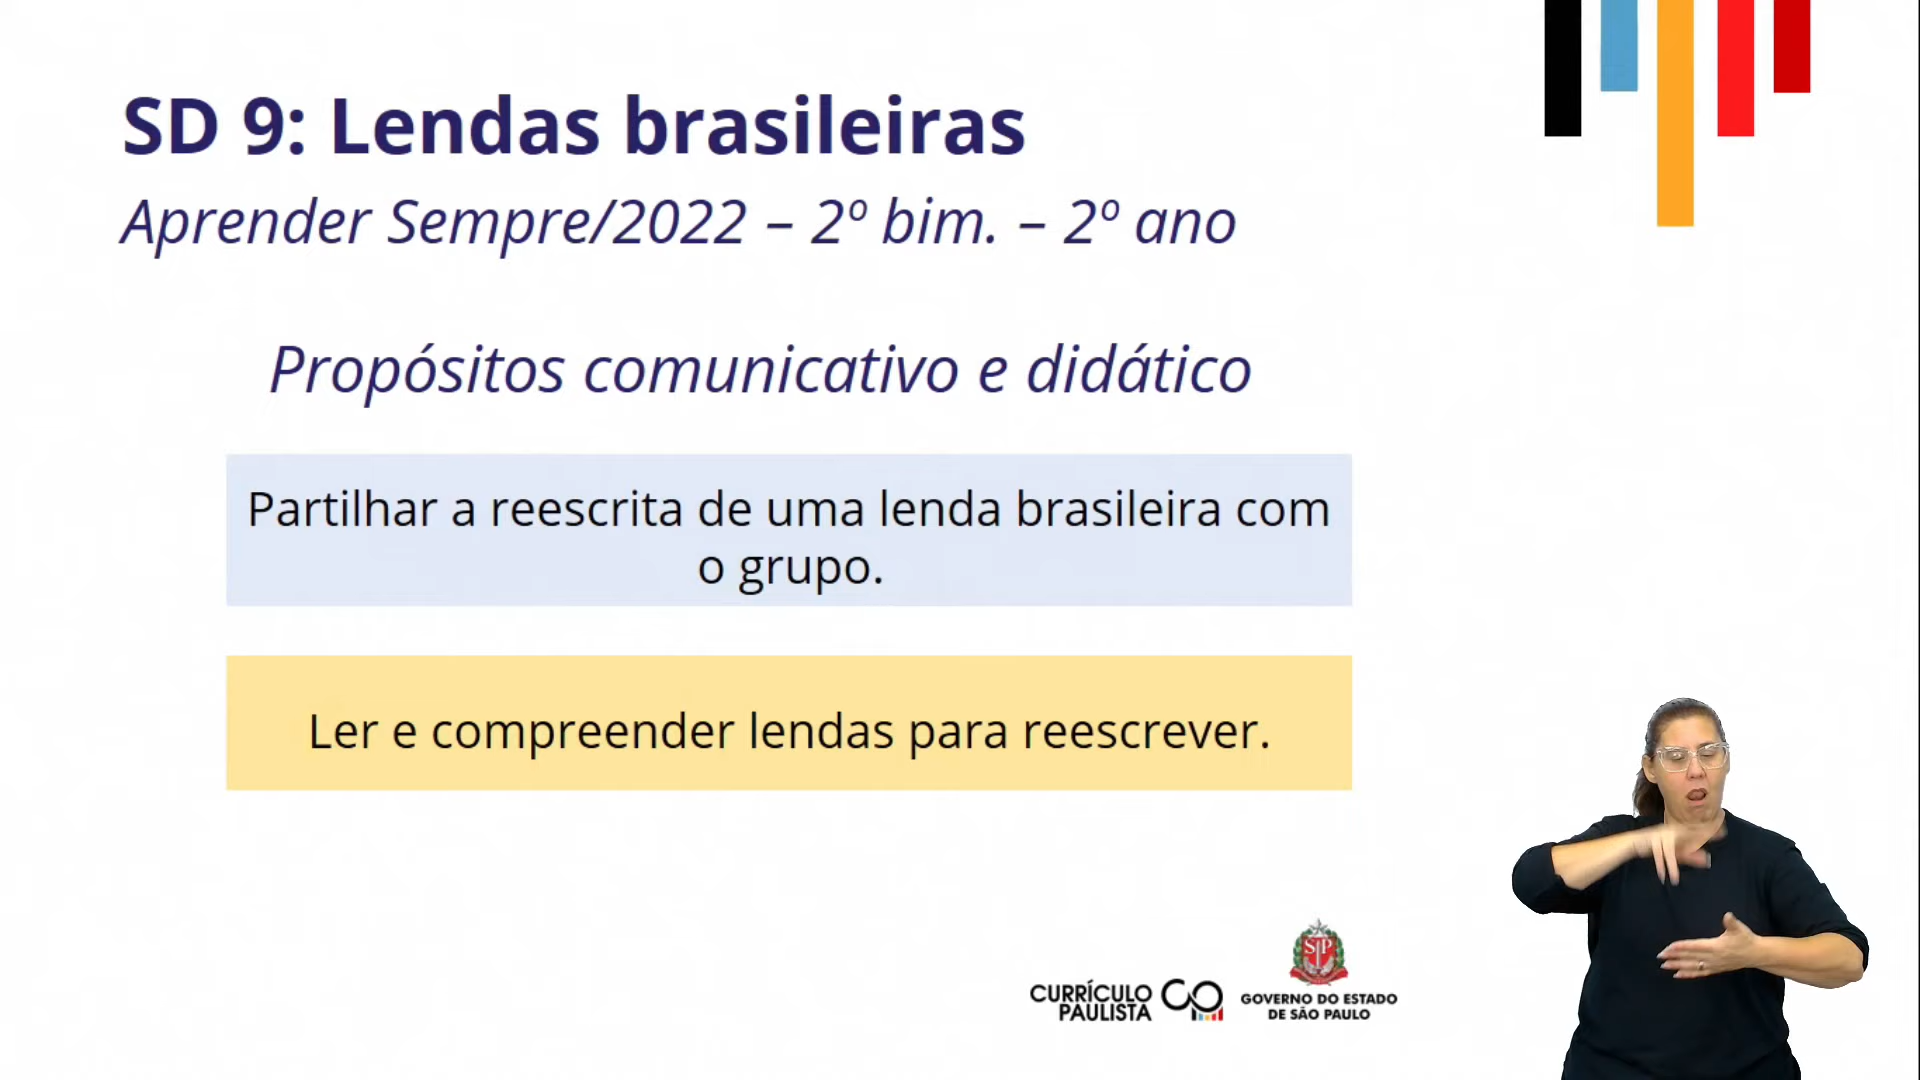 SD 9: Lendas brasileiras
Aprender Sempre/2022 – 2º bim. – 2º ano
Propósitos comunicativo e didático
Partilhar a reescrita de uma lenda brasileira com
o grupo.
Ler e compreender lendas para reescrever.
SP
CURRÍCULO
PAULISTA
GOVERNO DO ESTADO
DE SÃO PAULO